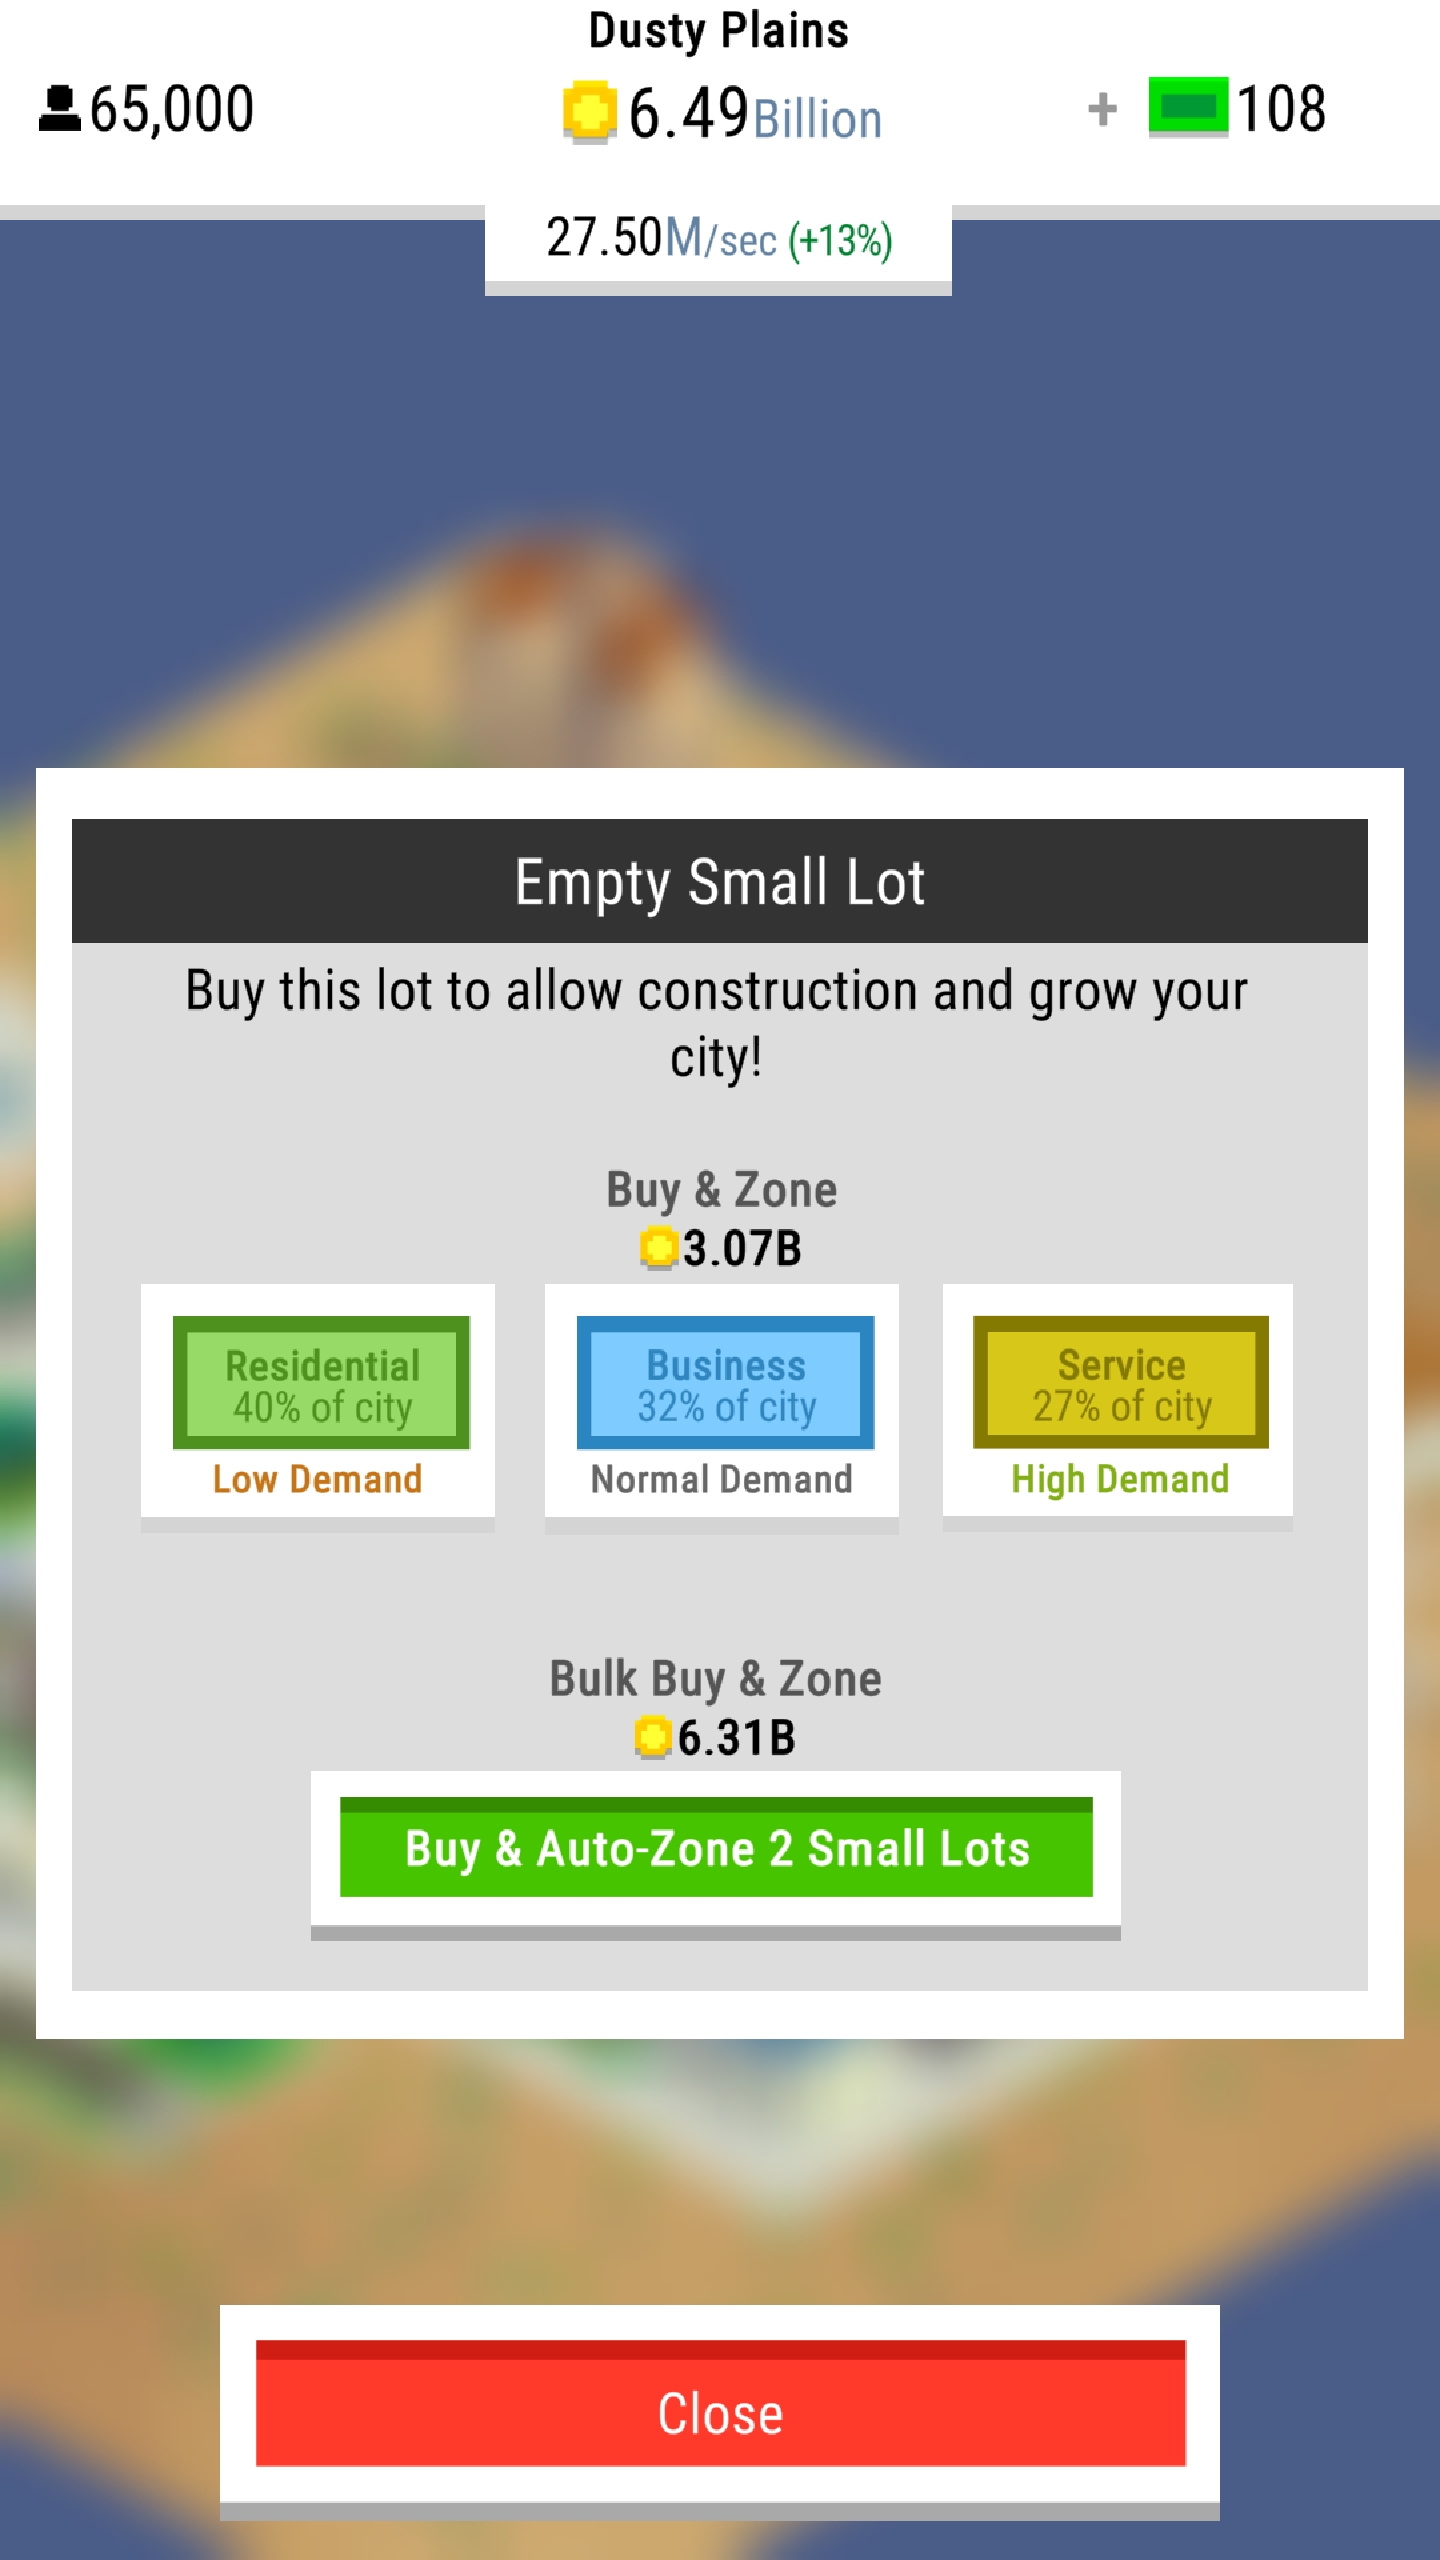 Dusty Plains
65,000
6.49Billion
+ 108
27.50M/sec (+13%)
Empty Small Lot
Buy this lot to allow construction and grow your
city!
Buy & Zone
3.07B
Residential
40% of city
Low Demand
Business
32% of city
Normal Demand
Service
27% of city
High Demand
Bulk Buy & Zone
6.31B
Buy & Auto-Zone 2 Small Lots
Close